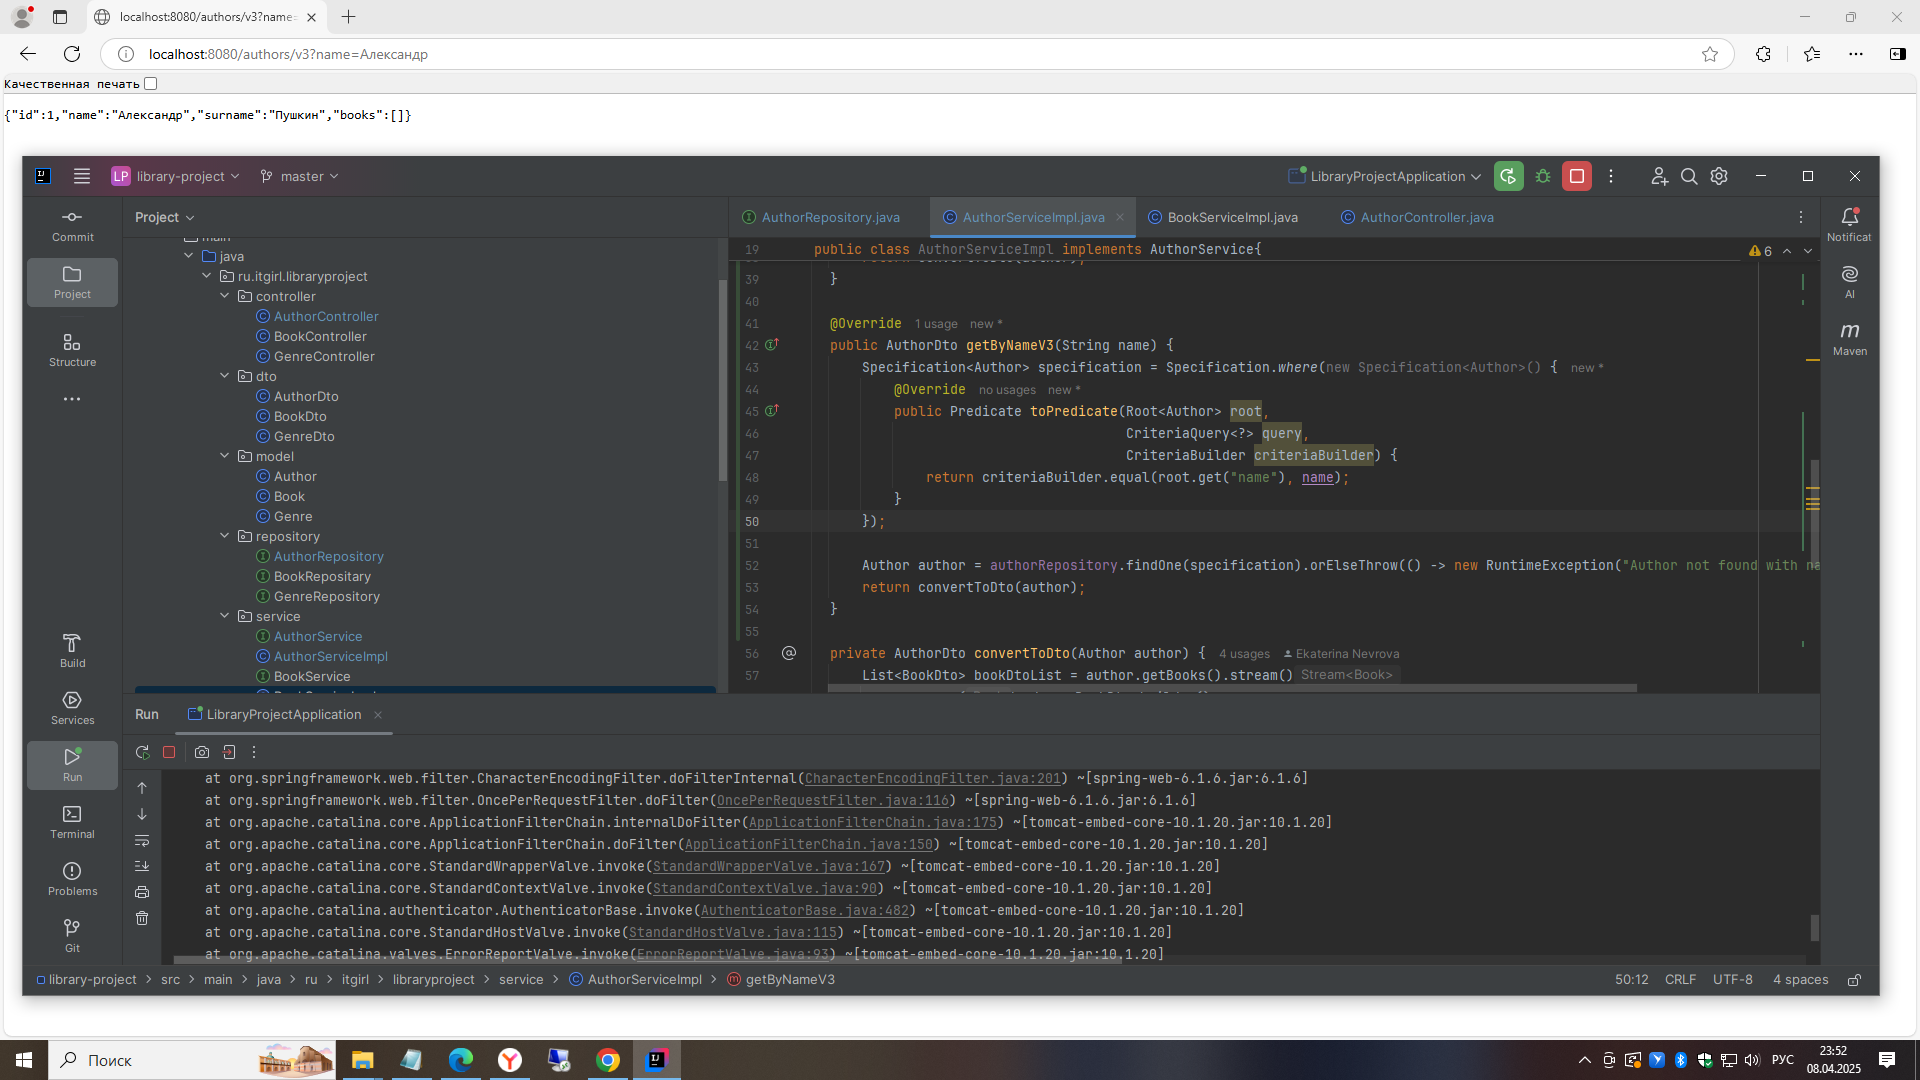 localhost:8080/authors/v3?name=
localhost:8080/authors/v3?name=Александр
Качественная печать
{"id":1,"name":"Александр","surname":"Пушкин","books":[]}
LP library-project
master
LibraryProjectApplication
Commit
Project
Structure
Build
Services
Run
Terminal
Problems
Git
Project
main
java
ru.itgirl.libraryproject
controller
AuthorController
BookController
GenreController
dto
AuthorDto
BookDto
GenreDto
model
Author
Book
Genre
repository
AuthorRepository
BookRepositary
GenreRepository
service
AuthorService
AuthorServiceImpl
BookService
AuthorRepository.java
AuthorServiceImpl.java
BookServiceImpl.java
AuthorController.java
19 public class AuthorServiceImpl implements AuthorService{
6
39 }
40
41 @Override 1 usage new *
42 public AuthorDto getByNameV3(String name) {
43 Specification<Author> specification = Specification.where(new Specification<Author>() { new *
44 @Override no usages new *
45 public Predicate toPredicate(Root<Author> root,
46 CriteriaQuery<?> query,
47 CriteriaBuilder criteriaBuilder) {
48 return criteriaBuilder.equal(root.get("name"), name);
49 }
50 });
51
52 Author author = authorRepository.findOne(specification).orElseThrow(() -> new RuntimeException("Author not found with na
53 return convertToDto(author);
54 }
55
56 private AuthorDto convertToDto(Author author) { 4 usages Ekaterina Nevrova
57 List<BookDto> bookDtoList = author.getBooks().stream() Stream<Book>
Notificat
AI
m
Maven
Run
LibraryProjectApplication
at org.springframework.web.filter.CharacterEncodingFilter.doFilterInternal(CharacterEncodingFilter.java:201) ~[spring-web-6.1.6.jar:6.1.6]
at org.springframework.web.filter.OncePerRequestFilter.doFilter(OncePerRequestFilter.java:116) ~[spring-web-6.1.6.jar:6.1.6]
at org.apache.catalina.core.ApplicationFilterChain.internalDoFilter(ApplicationFilterChain.java:175) ~[tomcat-embed-core-10.1.20.jar:10.1.20]
at org.apache.catalina.core.ApplicationFilterChain.doFilter(ApplicationFilterChain.java:150) ~[tomcat-embed-core-10.1.20.jar:10.1.20]
at org.apache.catalina.core.StandardWrapperValve.invoke(StandardWrapperValve.java:167) ~[tomcat-embed-core-10.1.20.jar:10.1.20]
at org.apache.catalina.core.StandardContextValve.invoke(StandardContextValve.java:90) ~[tomcat-embed-core-10.1.20.jar:10.1.20]
at org.apache.catalina.authenticator.AuthenticatorBase.invoke(AuthenticatorBase.java:482) ~[tomcat-embed-core-10.1.20.jar:10.1.20]
at org.apache.catalina.core.StandardHostValve.invoke(StandardHostValve.java:115) ~[tomcat-embed-core-10.1.20.jar:10.1.20]
at org.apache.catalina.valves.ErrorReportValve.invoke(ErrorReportValve.java:93) ~[tomcat-embed-core-10.1.20.jar:10.1.20]
library-project > src > main > java > ru > itgirl > libraryproject > service > AuthorServiceImpl > getByNameV3
50:12 CRLF UTF-8 4 spaces
Поиск
РУС
23:52
08.04.2025